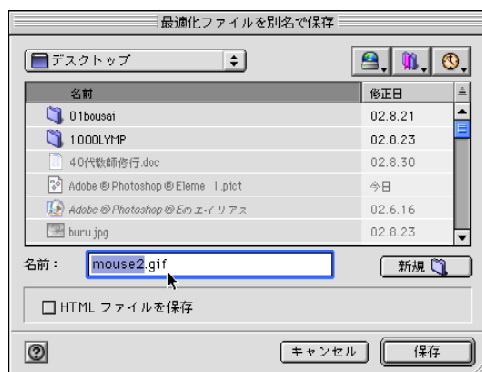 最適化ファイルを別名で保存
デスクトップ
名前 修正日
01bousai 02.8.21
1000LYMP 02.8.23
40代教師修行.doc 02.8.30
Adobe ® Photoshop ® Eleme 1.pict 今日
Adobe ® Photoshop ® Eのエイリアス 02.6.16
buru.jpg 02.8.23
名前： mouse2.gif 新規
HTML ファイルを保存
? キャンセル 保存